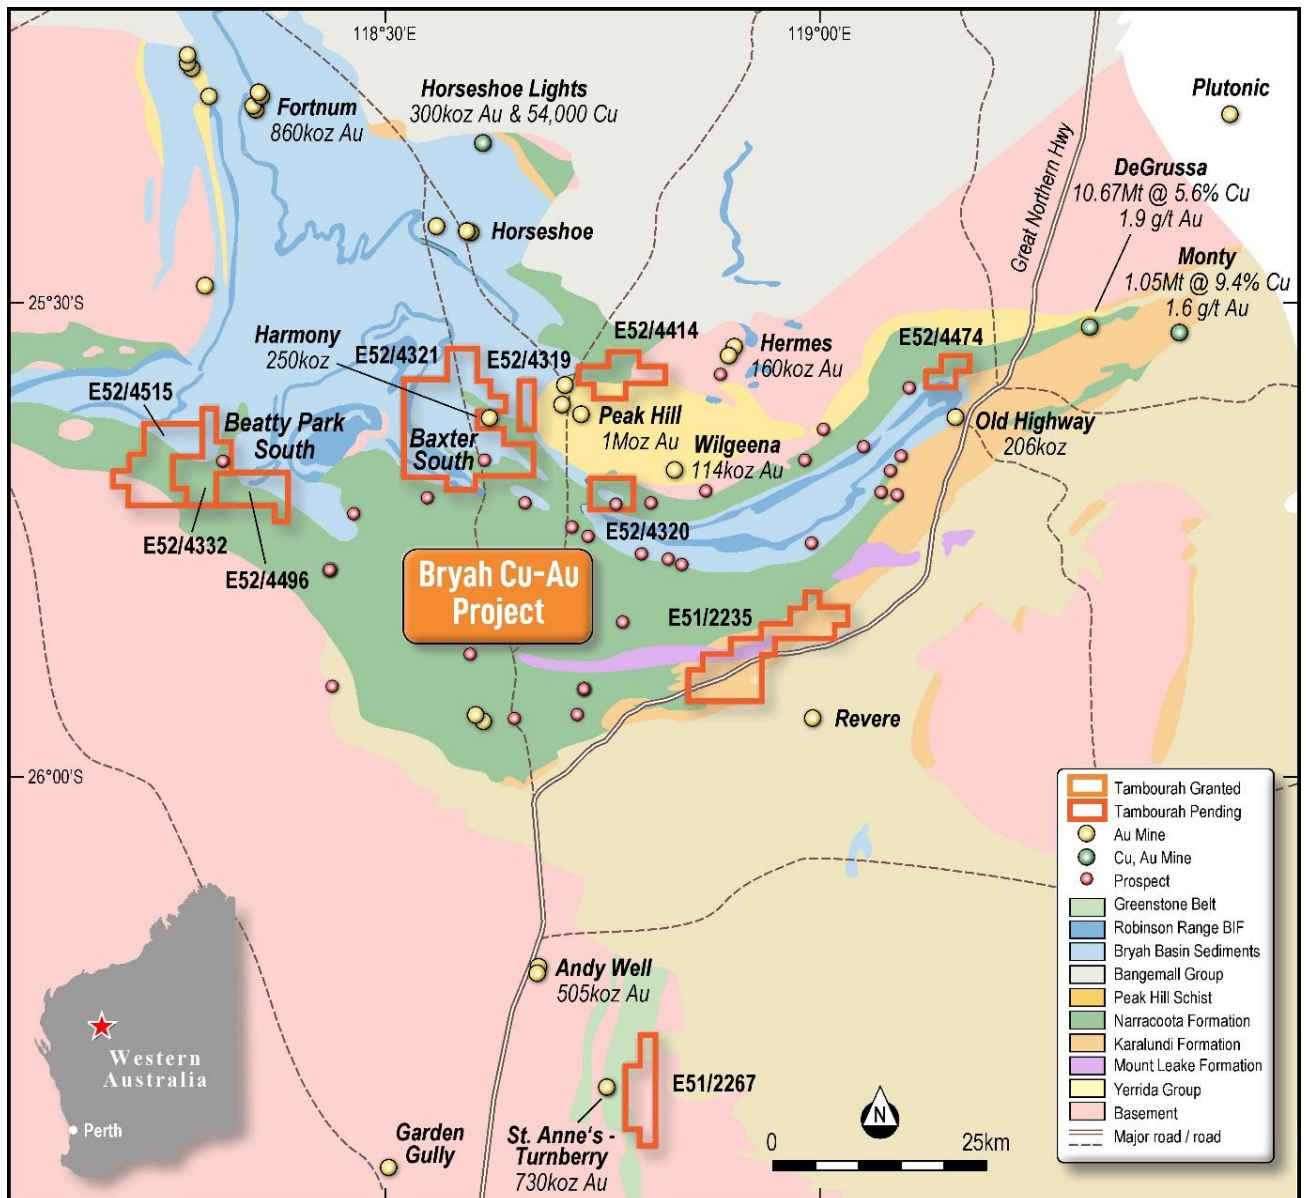 118°30'E
119°00'E
Horseshoe Lights
300koz Au & 54,000 Cu
Plutonic
Fortnum
860koz Au
Great Northern Hwy
DeGrussa
10.67Mt @ 5.6% Cu
1.9 g/t Au
Horseshoe
Monty
1.05Mt @ 9.4% Cu
1.6 g/t Au
25°30'S
Harmony
250koz
E52/4321
E52/4319
E52/4414
Hermes
160koz Au
E52/4474
E52/4515
Beatty Park
South
Baxter
South
Peak Hill
1Moz Au
Wilgeena
114koz Au
Old Highway
206koz
E52/4332
E52/4496
E52/4320
Bryah Cu-Au
Project
E51/2235
Revere
26°00'S
Tambourah Granted
Tambourah Pending
Au Mine
Cu, Au Mine
Prospect
Greenstone Belt
Robinson Range BIF
Bryah Basin Sediments
Bangemall Group
Peak Hill Schist
Narracoota Formation
Karalundi Formation
Mount Leake Formation
Yerrida Group
Basement
Major road / road
Andy Well
505koz Au
Western
Australia
Perth
E51/2267
St. Anne's -
Turnberry
730koz Au
Garden
Gully
N
0
25km